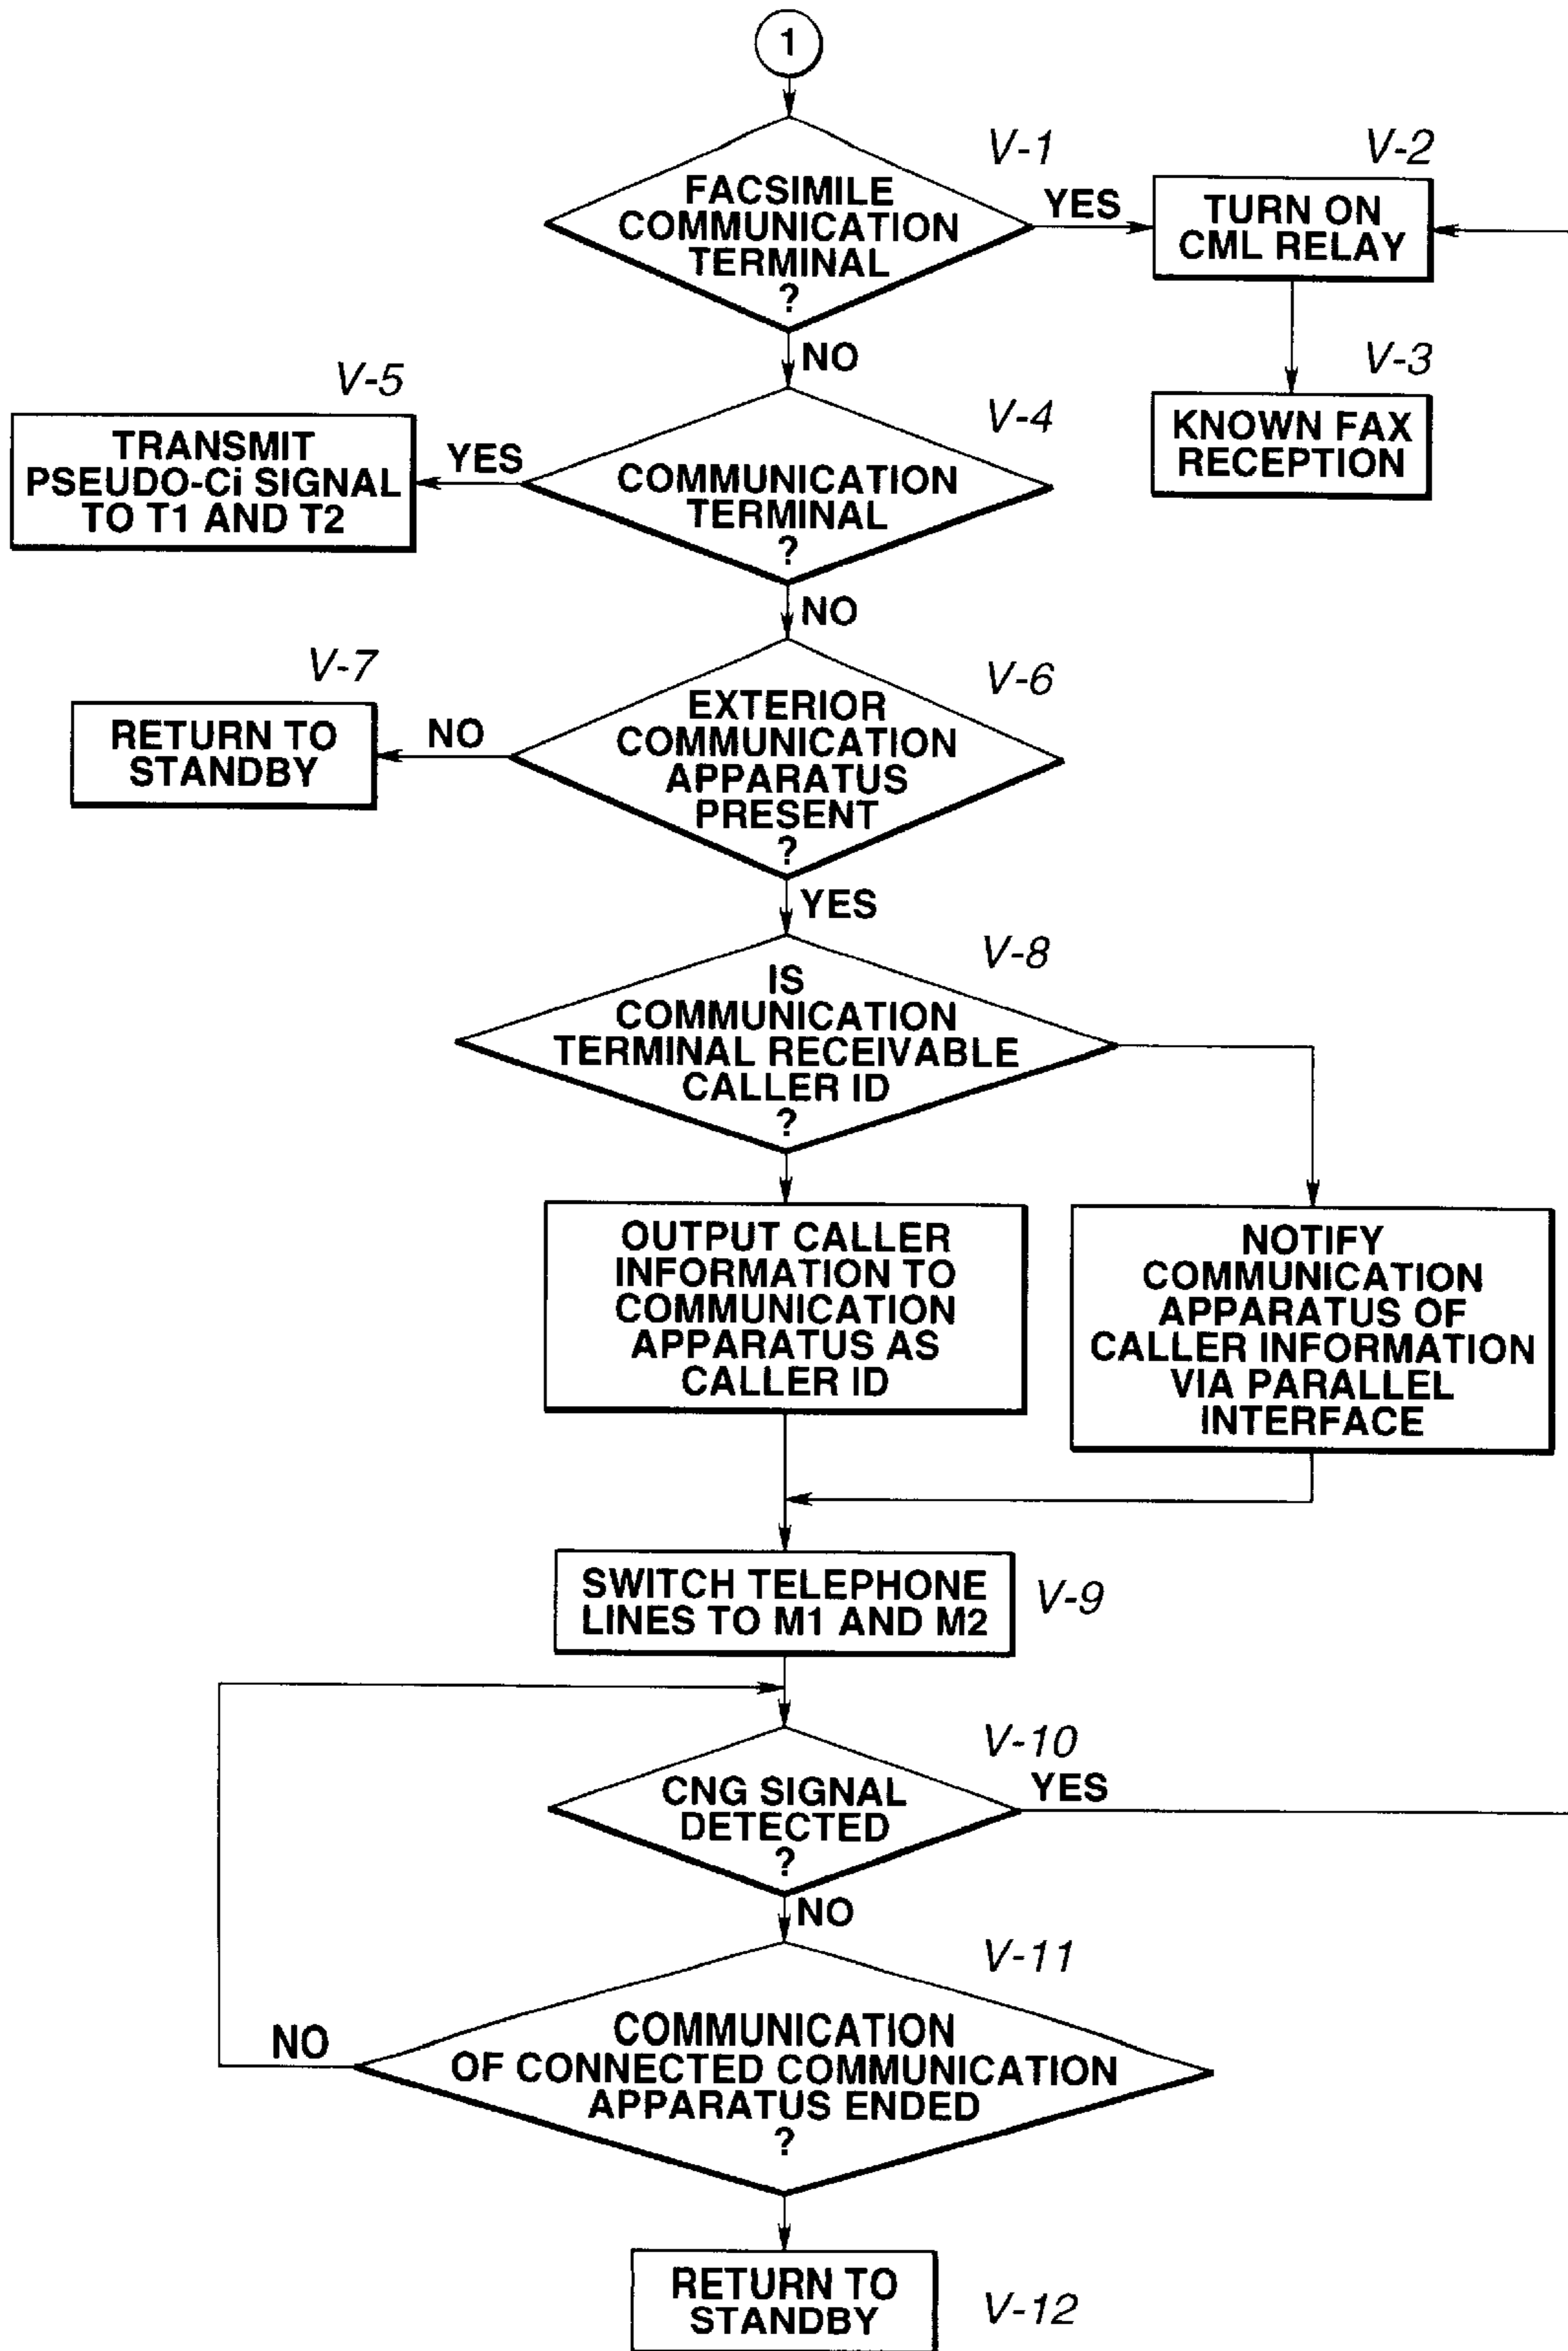 1
V-1
FACSIMILE
COMMUNICATION
TERMINAL
?
YES
V-2
TURN ON
CML RELAY
NO
V-3
KNOWN FAX
RECEPTION
V-4
COMMUNICATION
TERMINAL
?
YES
V-5
TRANSMIT
PSEUDO-Ci SIGNAL
TO T1 AND T2
NO
V-6
EXTERIOR
COMMUNICATION
APPARATUS
PRESENT
?
NO
V-7
RETURN TO
STANDBY
YES
V-8
IS
COMMUNICATION
TERMINAL RECEIVABLE
CALLER ID
?
OUTPUT CALLER
INFORMATION TO
COMMUNICATION
APPARATUS AS
CALLER ID
NOTIFY
COMMUNICATION
APPARATUS OF
CALLER INFORMATION
VIA PARALLEL
INTERFACE
SWITCH TELEPHONE
LINES TO M1 AND M2
V-9
V-10
CNG SIGNAL
DETECTED
?
YES
NO
V-11
COMMUNICATION
OF CONNECTED COMMUNICATION
APPARATUS ENDED
?
NO
RETURN TO
STANDBY
V-12